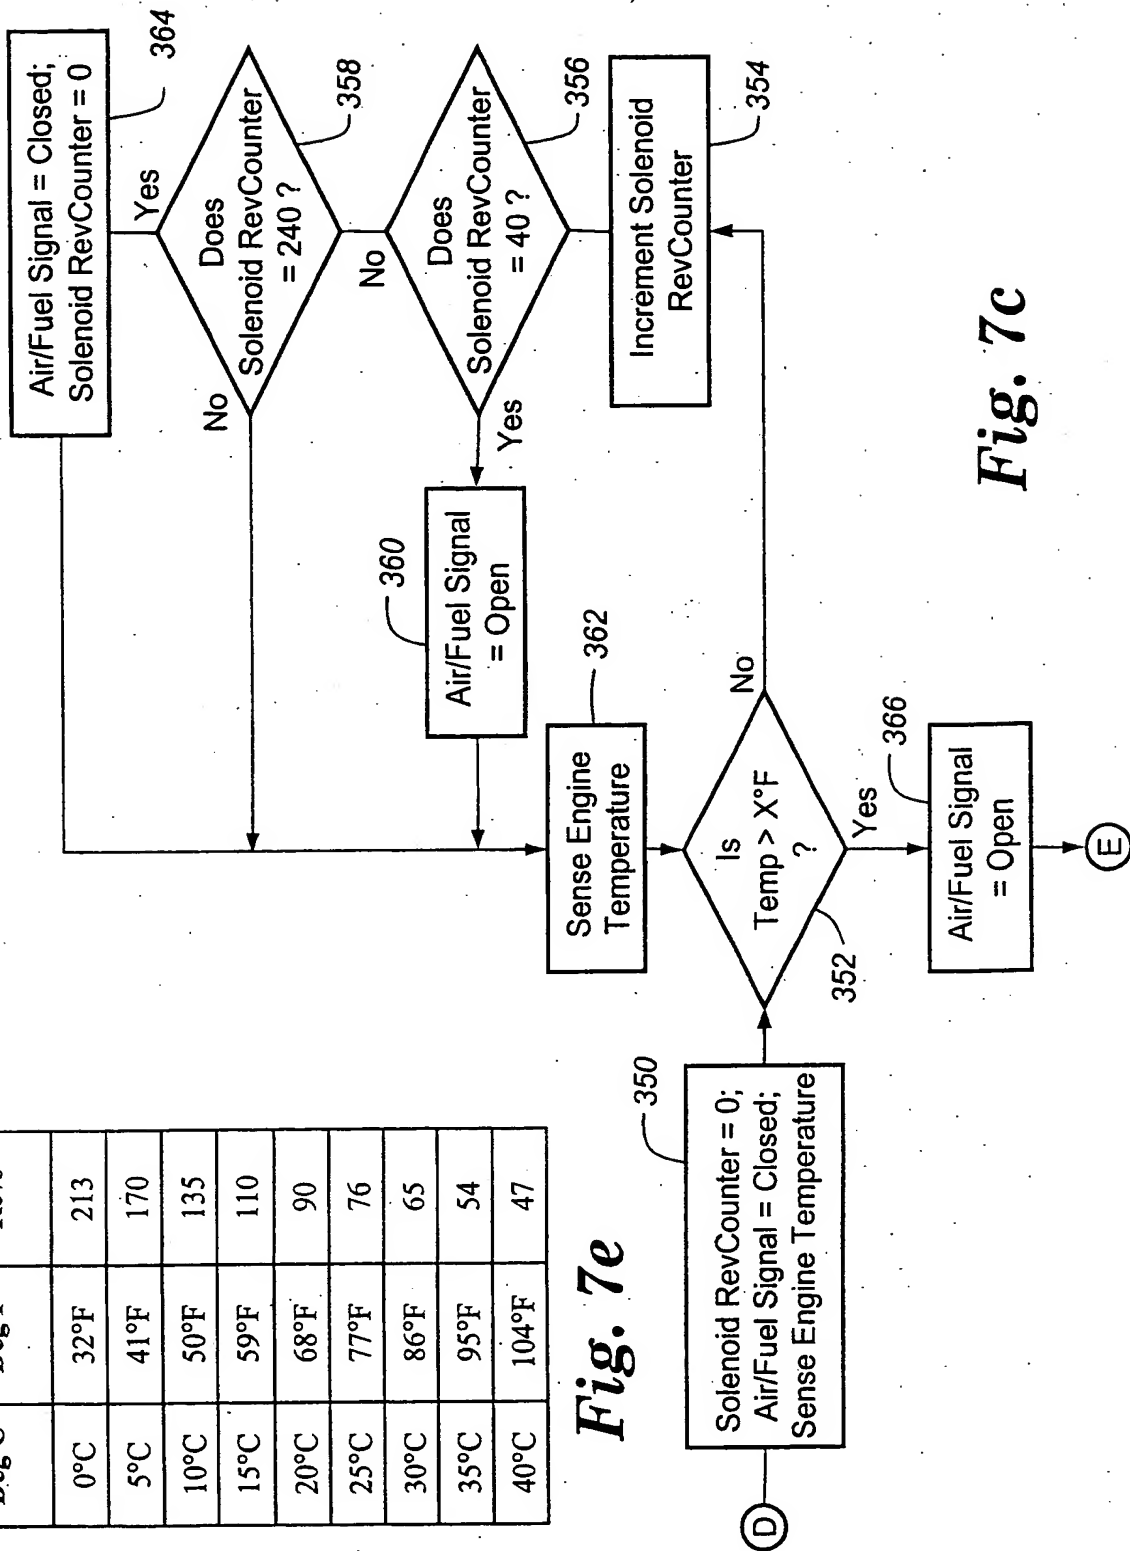 0°C 32°F 213
5°C 41°F 170
10°C 50°F 135
15°C 59°F 110
20°C 68°F 90
25°C 77°F 76
30°C 86°F 65
35°C 95°F 54
40°C 104°F 47
Fig. 7e
D
350
Solenoid RevCounter = 0;
Air/Fuel Signal = Closed;
Sense Engine Temperature
352
Is
Temp > X°F
?
Yes
No
366
Air/Fuel Signal
= Open
E
362
Sense Engine
Temperature
360
Air/Fuel Signal
= Open
364
Air/Fuel Signal = Closed;
Solenoid RevCounter = 0
Yes
358
Does
Solenoid RevCounter
= 240 ?
No
No
356
Does
Solenoid RevCounter
= 40 ?
Yes
354
Increment Solenoid
RevCounter
Fig. 7c